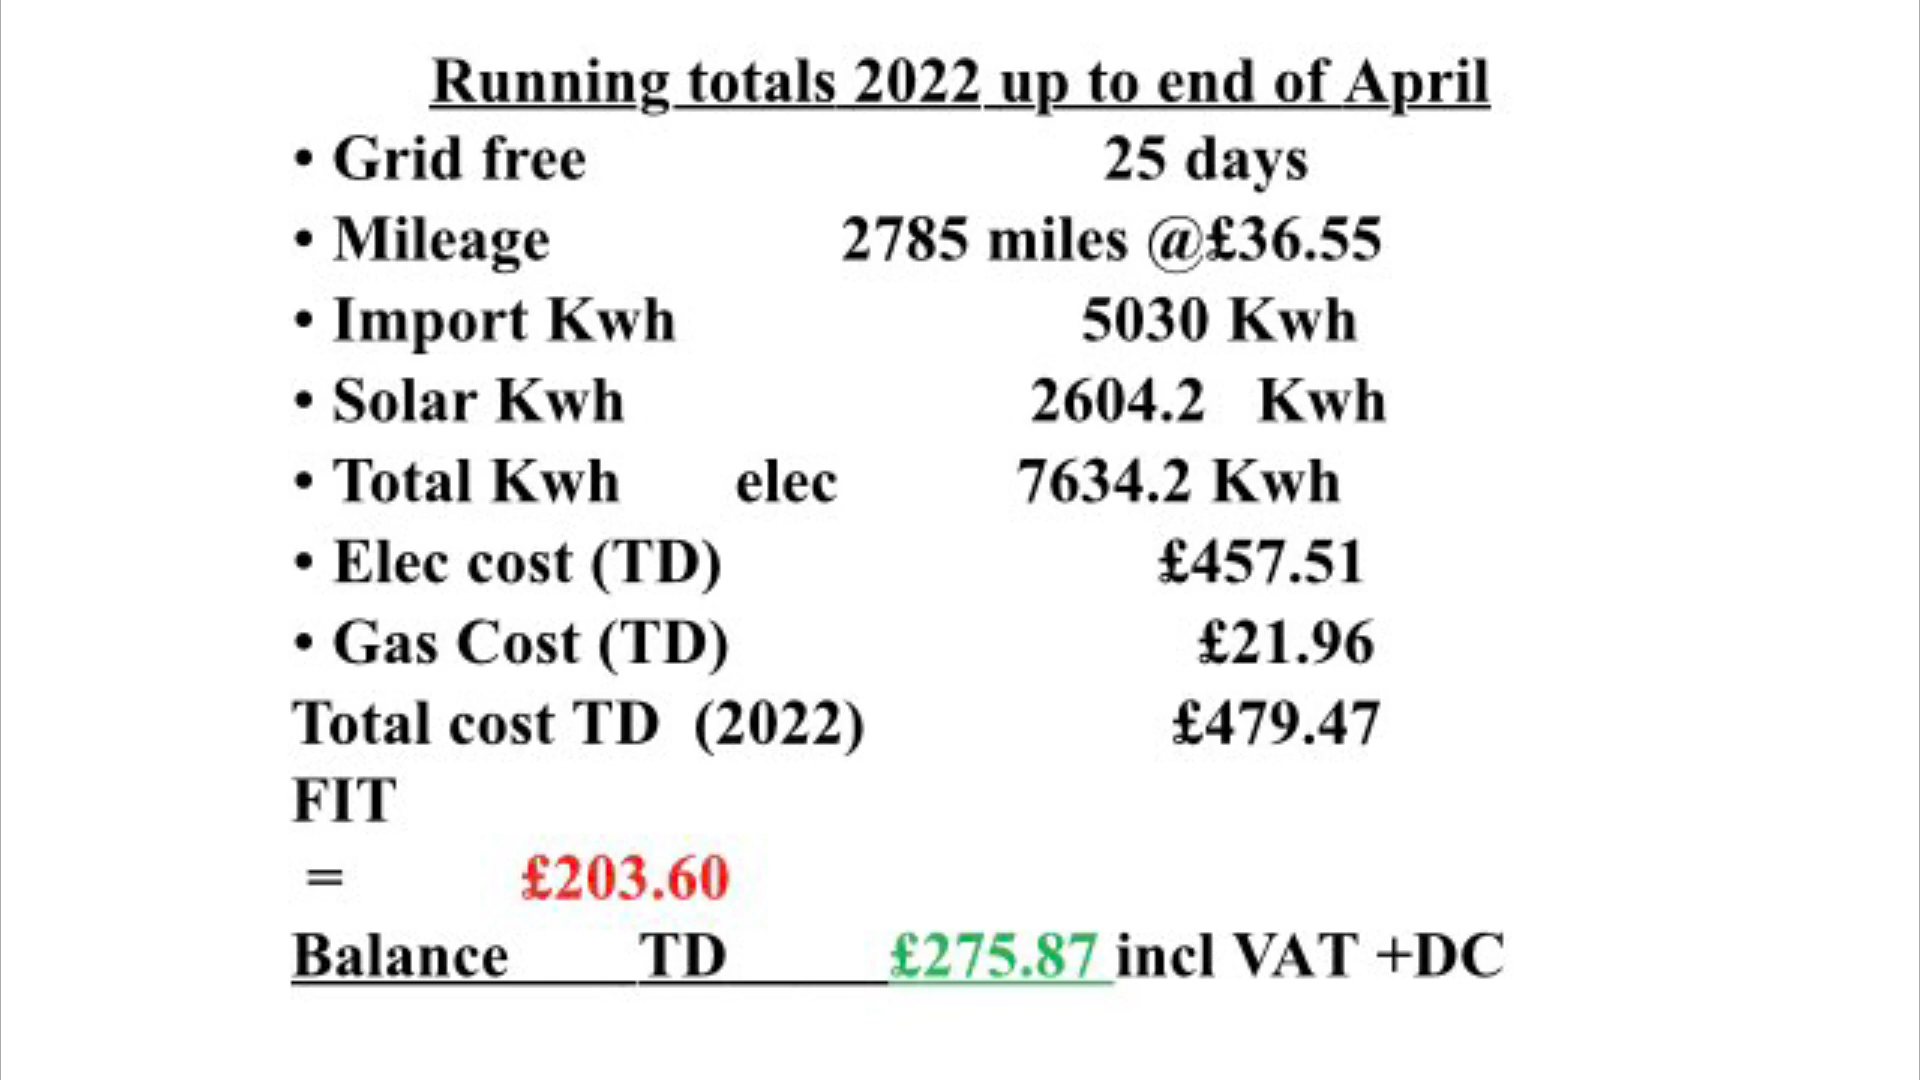 Running totals 2022 up to end of April
• Grid free 25 days
• Mileage 2785 miles @£36.55
• Import Kwh 5030 Kwh
• Solar Kwh 2604.2 Kwh
• Total Kwh elec 7634.2 Kwh
• Elec cost (TD) £457.51
• Gas Cost (TD) £21.96
Total cost TD (2022) £479.47
FIT
= £203.60
Balance TD £275.87 incl VAT +DC